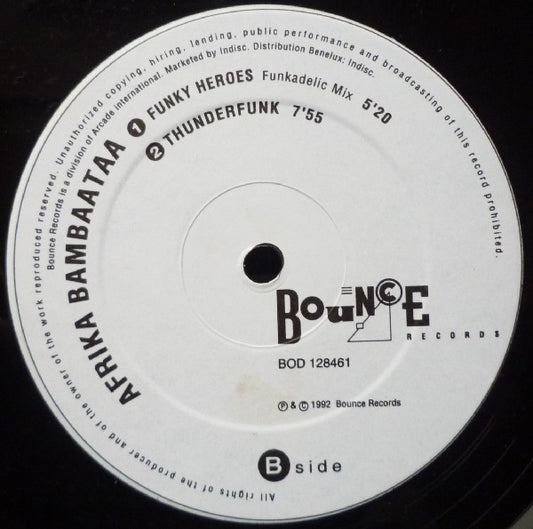 All rights of the producer and of the owner of the work reproduced reserved. Unauthorized copying, hiring, lending, public performance and broadcasting of this record prohibited.
Bounce Records is a division of Arcade International. Marketed by Indisc. Distribution Benelux: Indisc.
AFRIKA BAMBAATAA
1 FUNKY HEROES Funkadelic Mix 5'20
2 THUNDERFUNK 7'55
BOUNCE
RECORDS
BOD 128461
Ⓟ & © 1992 Bounce Records
B side